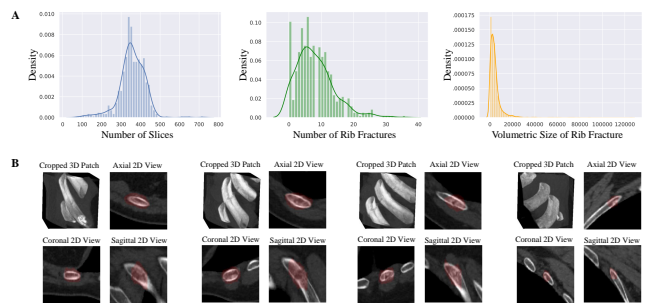 A
0.010
0.008
0.006
0.004
0.002
0.000
Density
0 100 200 300 400 500 600 700 800
Number of Slices
0.10
0.08
0.06
0.04
0.02
0.00
Density
0 10 20 30 40
Number of Rib Fractures
.000175
.000150
.000125
.000100
.000075
.000050
.000025
.000000
Density
0 20000 40000 60000 80000 100000 120000
Volumetric Size of Rib Fracture
B
Cropped 3D Patch Axial 2D View Cropped 3D Patch Axial 2D View Cropped 3D Patch Axial 2D View Cropped 3D Patch Axial 2D View
Coronal 2D View Sagittal 2D View Coronal 2D View Sagittal 2D View Coronal 2D View Sagittal 2D View Coronal 2D View Sagittal 2D View